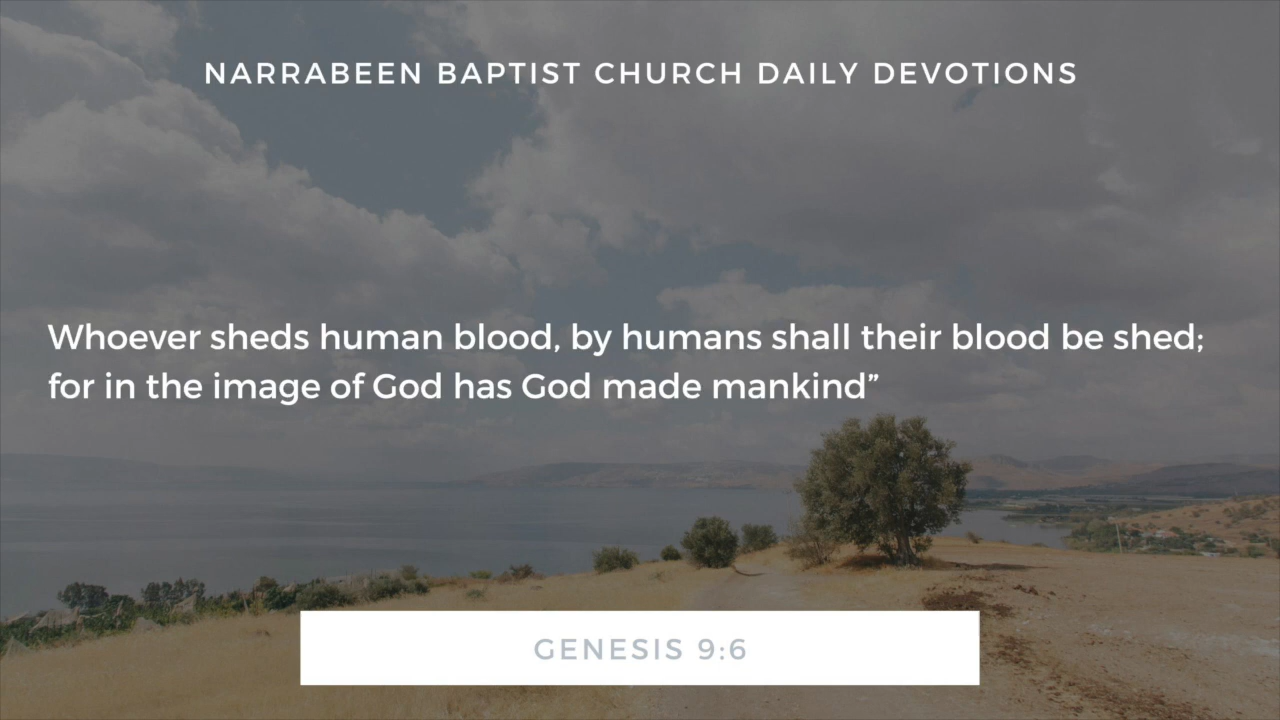 NARRABEEN BAPTIST CHURCH DAILY DEVOTIONS
Whoever sheds human blood, by humans shall their blood be shed;
for in the image of God has God made mankind”
GENESIS 9:6